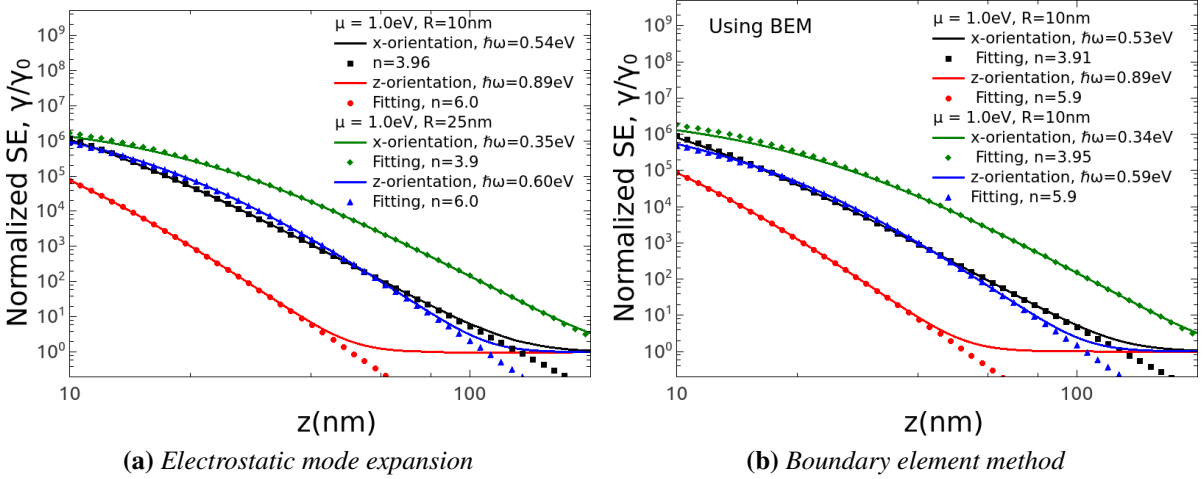 Normalized SE, γ/γ₀
10⁹
10⁸
10⁷
10⁶
10⁵
10⁴
10³
10²
10¹
10⁰
μ = 1.0eV, R=10nm
x-orientation, ℏω=0.54eV
n=3.96
z-orientation, ℏω=0.89eV
Fitting, n=6.0
μ = 1.0eV, R=25nm
x-orientation, ℏω=0.35eV
Fitting, n=3.9
z-orientation, ℏω=0.60eV
Fitting, n=6.0
10
100
z(nm)
(a) Electrostatic mode expansion
Normalized SE, γ/γ₀
10⁹
10⁸
10⁷
10⁶
10⁵
10⁴
10³
10²
10¹
10⁰
Using BEM
μ = 1.0eV, R=10nm
x-orientation, ℏω=0.53eV
Fitting, n=3.91
z-orientation, ℏω=0.89eV
Fitting, n=5.9
μ = 1.0eV, R=10nm
x-orientation, ℏω=0.34eV
Fitting, n=3.95
z-orientation, ℏω=0.59eV
Fitting, n=5.9
10
100
z(nm)
(b) Boundary element method